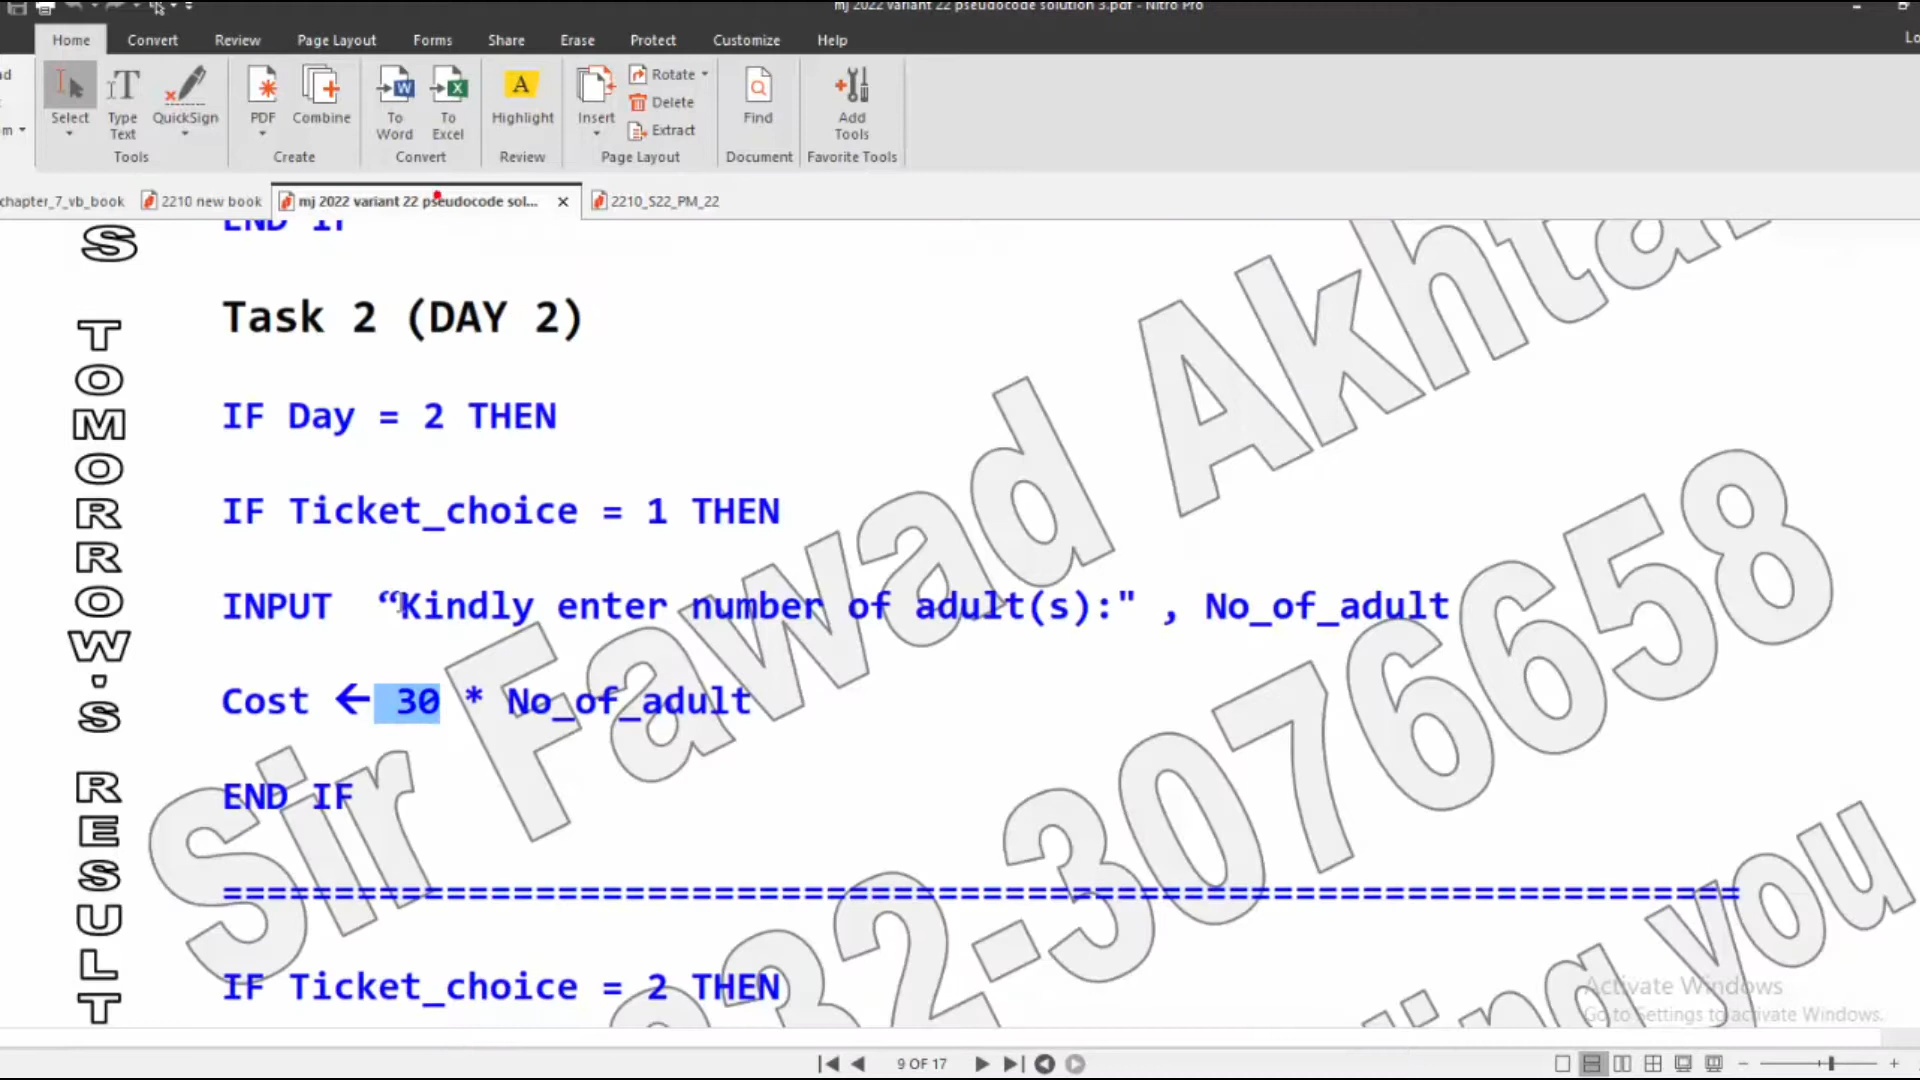 mj 2022 variant 22 pseudocode solution 3.pdf - Nitro Pro
Home Convert Review Page Layout Forms Share Erase Protect Customize Help
Select Type Text QuickSign PDF Combine To Word To Excel Highlight Insert Rotate Delete Extract Find Add Tools
Tools Create Convert Review Page Layout Document Favorite Tools
chapter_7_vb_book 2210 new book mj 2022 variant 22 pseudocode sol... 2210_S22_PM_22
END IF
Task 2 (DAY 2)
IF Day = 2 THEN
IF Ticket_choice = 1 THEN
INPUT “Kindly enter number of adult(s):" , No_of_adult
Cost ← 30 * No_of_adult
END IF
====================================================================
IF Ticket_choice = 2 THEN
S TOMORROW'S RESULT
Sir Fawad Akhtar
32-3076658
you
Activate Windows
Go to Settings to activate Windows.
9 OF 17